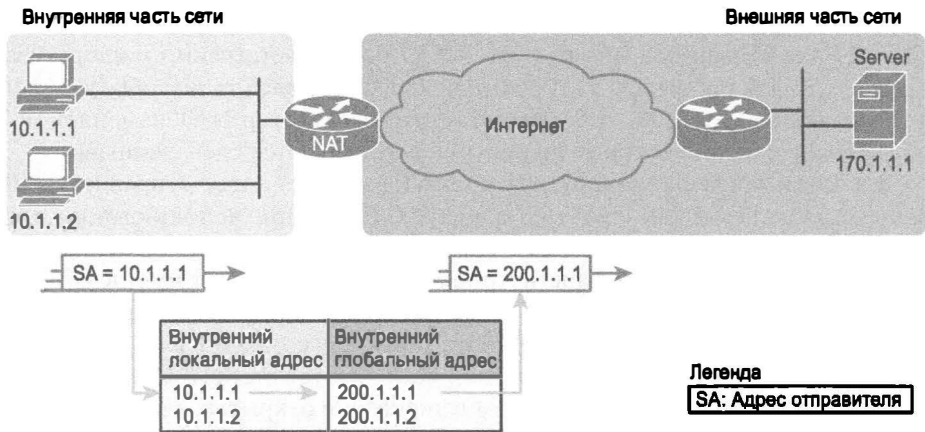 Внутренняя часть сети
Внешняя часть сети
Server
10.1.1.1
NAT
Интернет
170.1.1.1
10.1.1.2
SA = 10.1.1.1
SA = 200.1.1.1
Внутренний локальный адрес
Внутренний глобальный адрес
10.1.1.1
200.1.1.1
10.1.1.2
200.1.1.2
Легенда
SA: Адрес отправителя